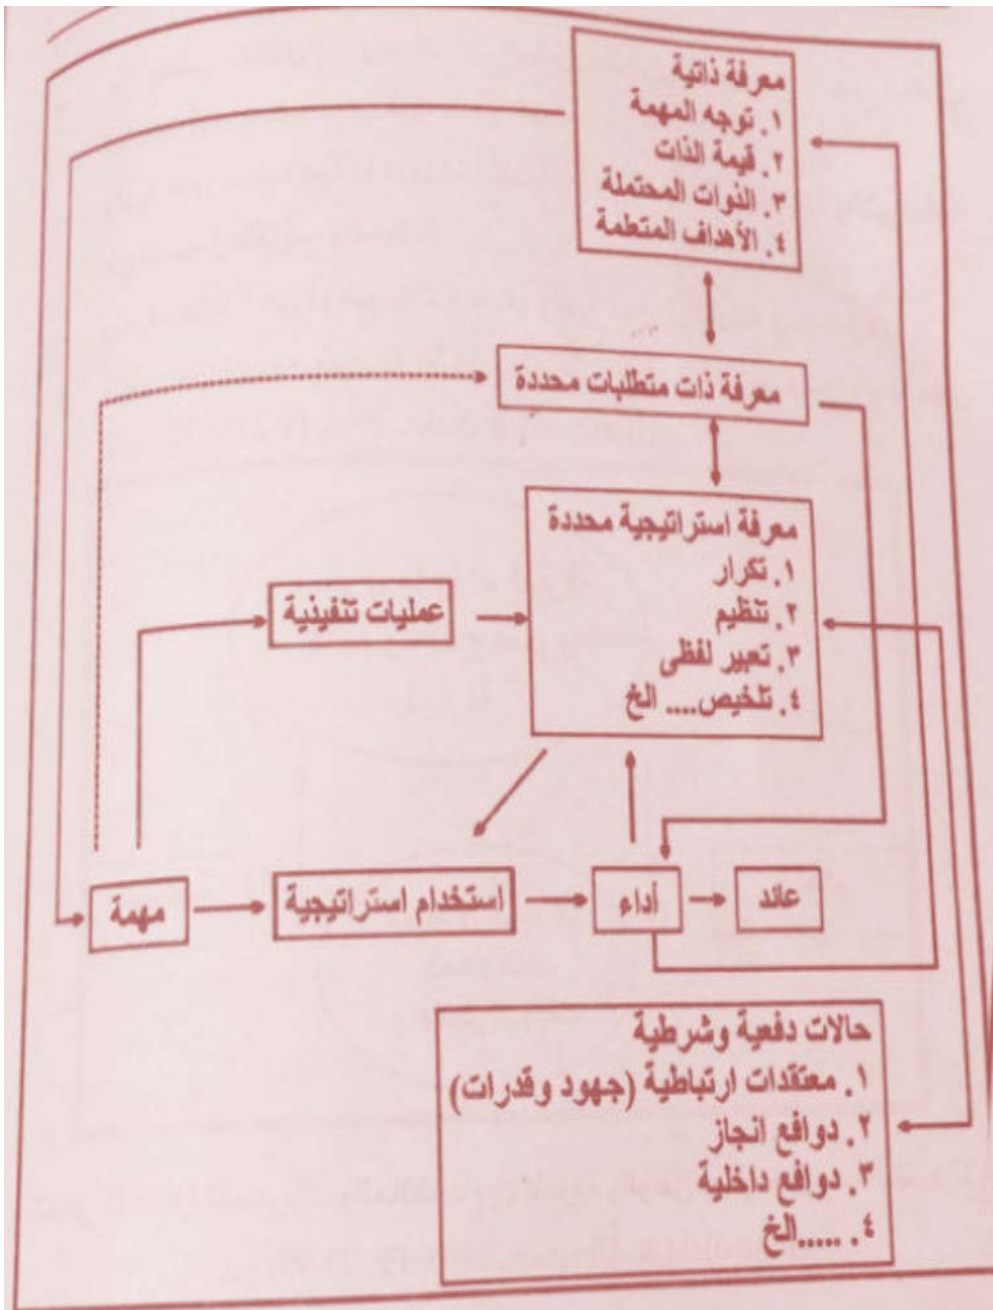 معرفة ذاتية
١. توجه المهمة
٢. قيمة الذات
٣. الذوات المحتملة
٤. الأهداف المتعلمة
معرفة ذات متطلبات محددة
معرفة استراتيجية محددة
١. تكرار
٢. تنظيم
٣. تعبير لفظى
٤. تلخيص.... الخ
عمليات تنفيذية
مهمة
استخدام استراتيجية
أداء
عائد
حالات دفعية وشرطية
١. معتقدات ارتباطية (جهود وقدرات)
٢. دوافع انجاز
٣. دوافع داخلية
٤. .....الخ